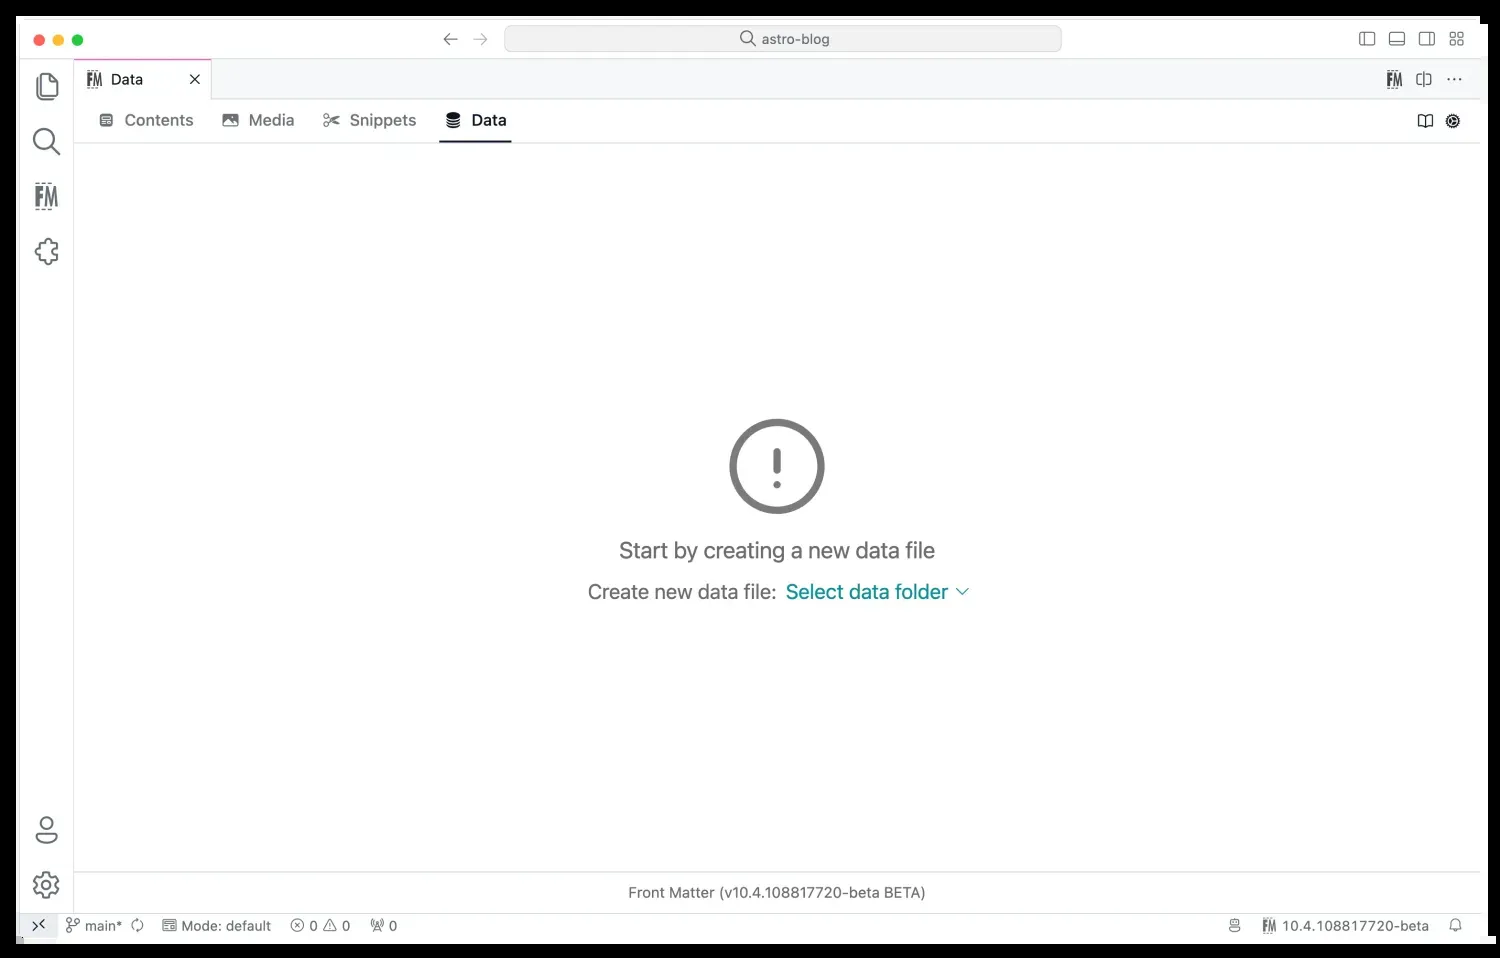 astro-blog
FM Data
FM
Contents Media Snippets Data
FM
Start by creating a new data file
Create new data file: Select data folder
Front Matter (v10.4.108817720-beta BETA)
main* Mode: default 0 0 0 FM 10.4.108817720-beta